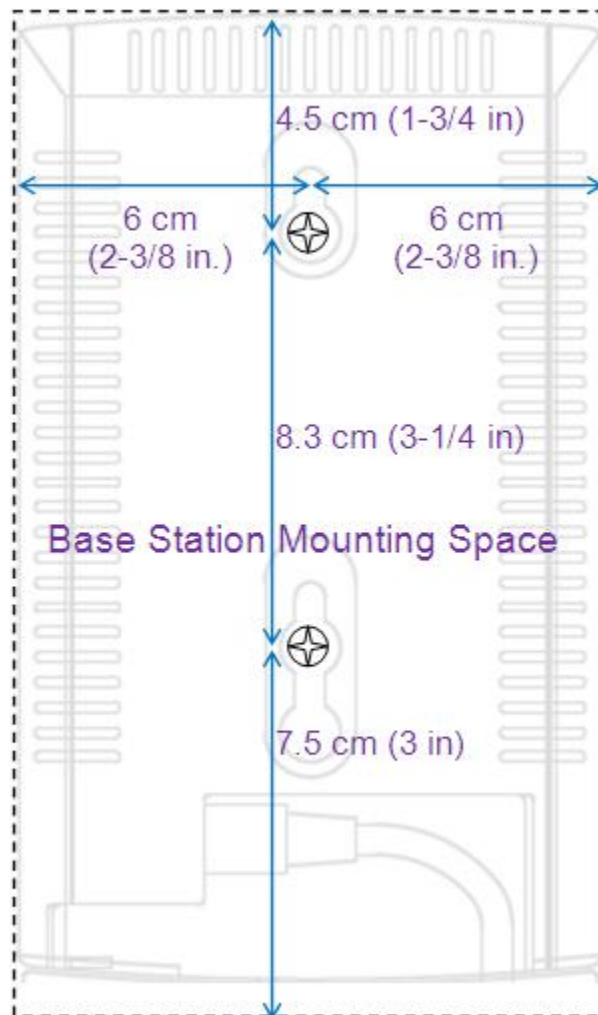 4.5 cm (1-3/4 in)
6 cm
(2-3/8 in.)
6 cm
(2-3/8 in.)
8.3 cm (3-1/4 in)
Base Station Mounting Space
7.5 cm (3 in)